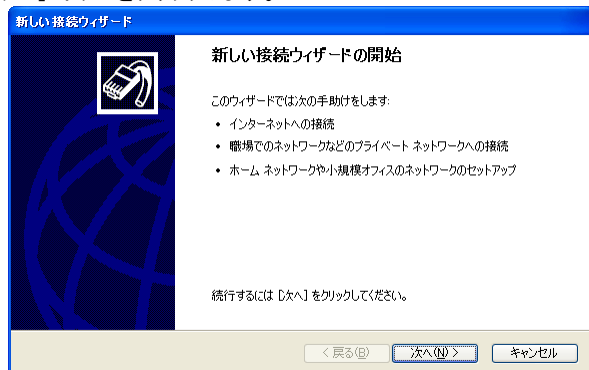 新しい接続ウィザード
新しい接続ウィザードの開始
このウィザードでは次の手助けをします:
• インターネットへの接続
• 職場でのネットワークなどのプライベート ネットワークへの接続
• ホーム ネットワークや小規模オフィスのネットワークのセットアップ
続行するには [次へ] をクリックしてください。
< 戻る(B) 次へ(N) > キャンセル